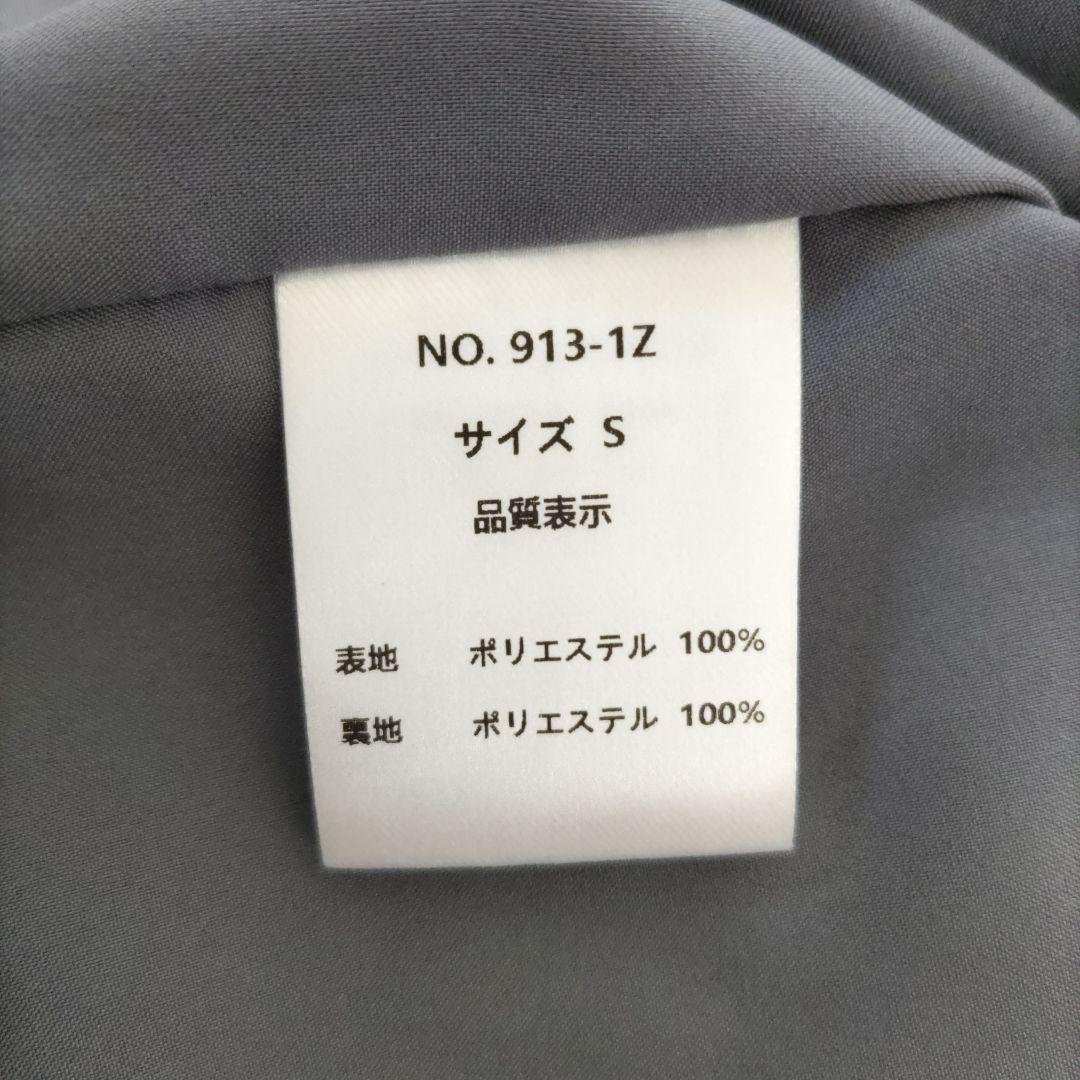 NO. 913-1Z
サイズ S
品質表示
表地 ポリエステル 100%
裏地 ポリエステル 100%